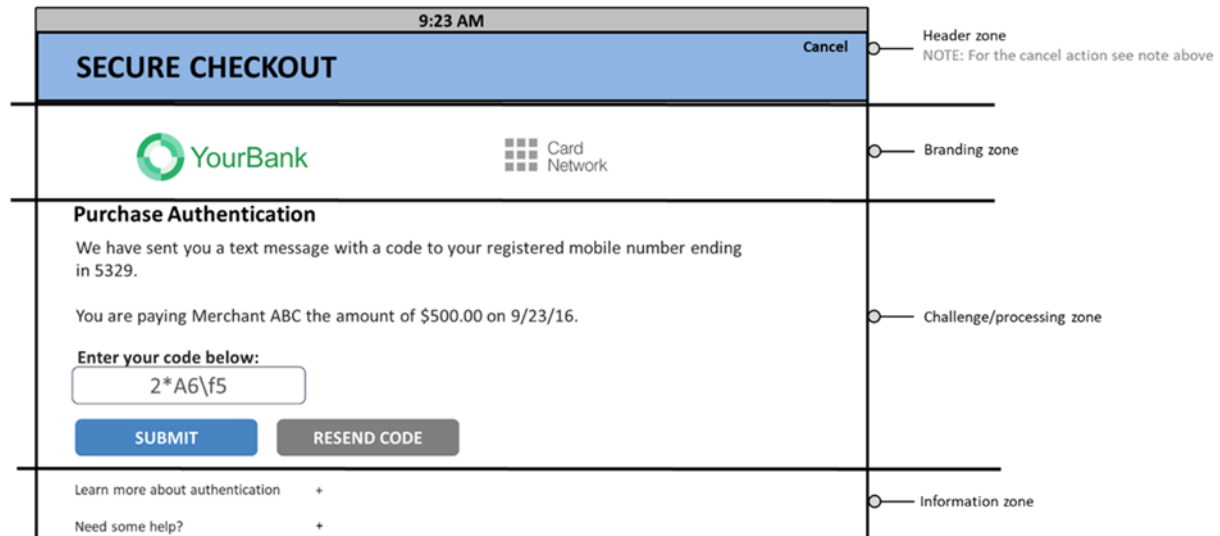 9:23 AM
SECURE CHECKOUT
Cancel
Header zone
NOTE: For the cancel action see note above
YourBank
Card
Network
Branding zone
Purchase Authentication
We have sent you a text message with a code to your registered mobile number ending
in 5329.
You are paying Merchant ABC the amount of $500.00 on 9/23/16.
Challenge/processing zone
Enter your code below:
2*A6\f5
SUBMIT
RESEND CODE
Learn more about authentication +
Information zone
Need some help? +